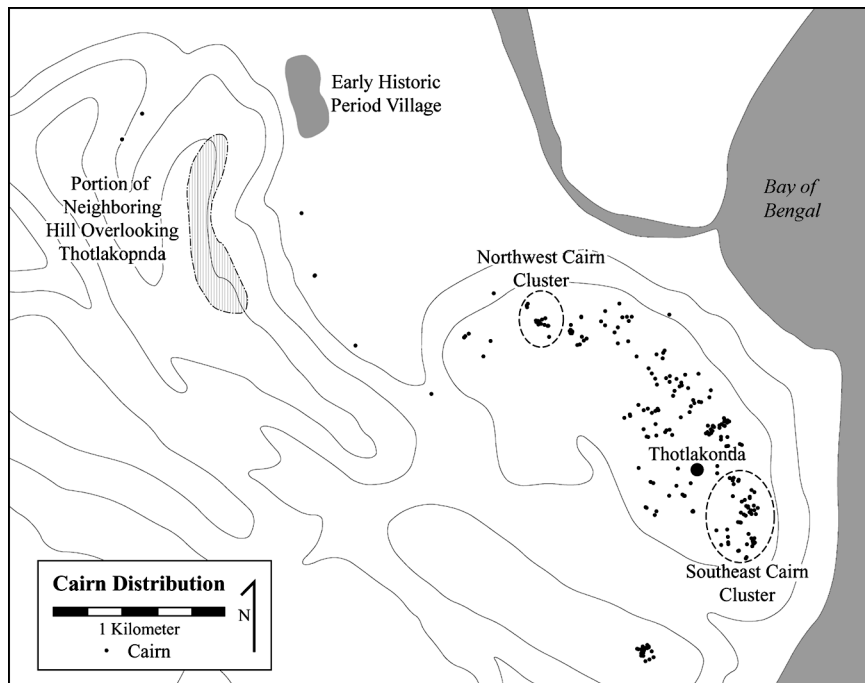 Early Historic
Period Village
Bay of
Bengal
Portion of
Neighboring
Hill Overlooking
Thotlakopnda
Northwest Cairn
Cluster
Thotlakonda
Southeast Cairn
Cluster
Cairn Distribution
1 Kilometer
N
Cairn